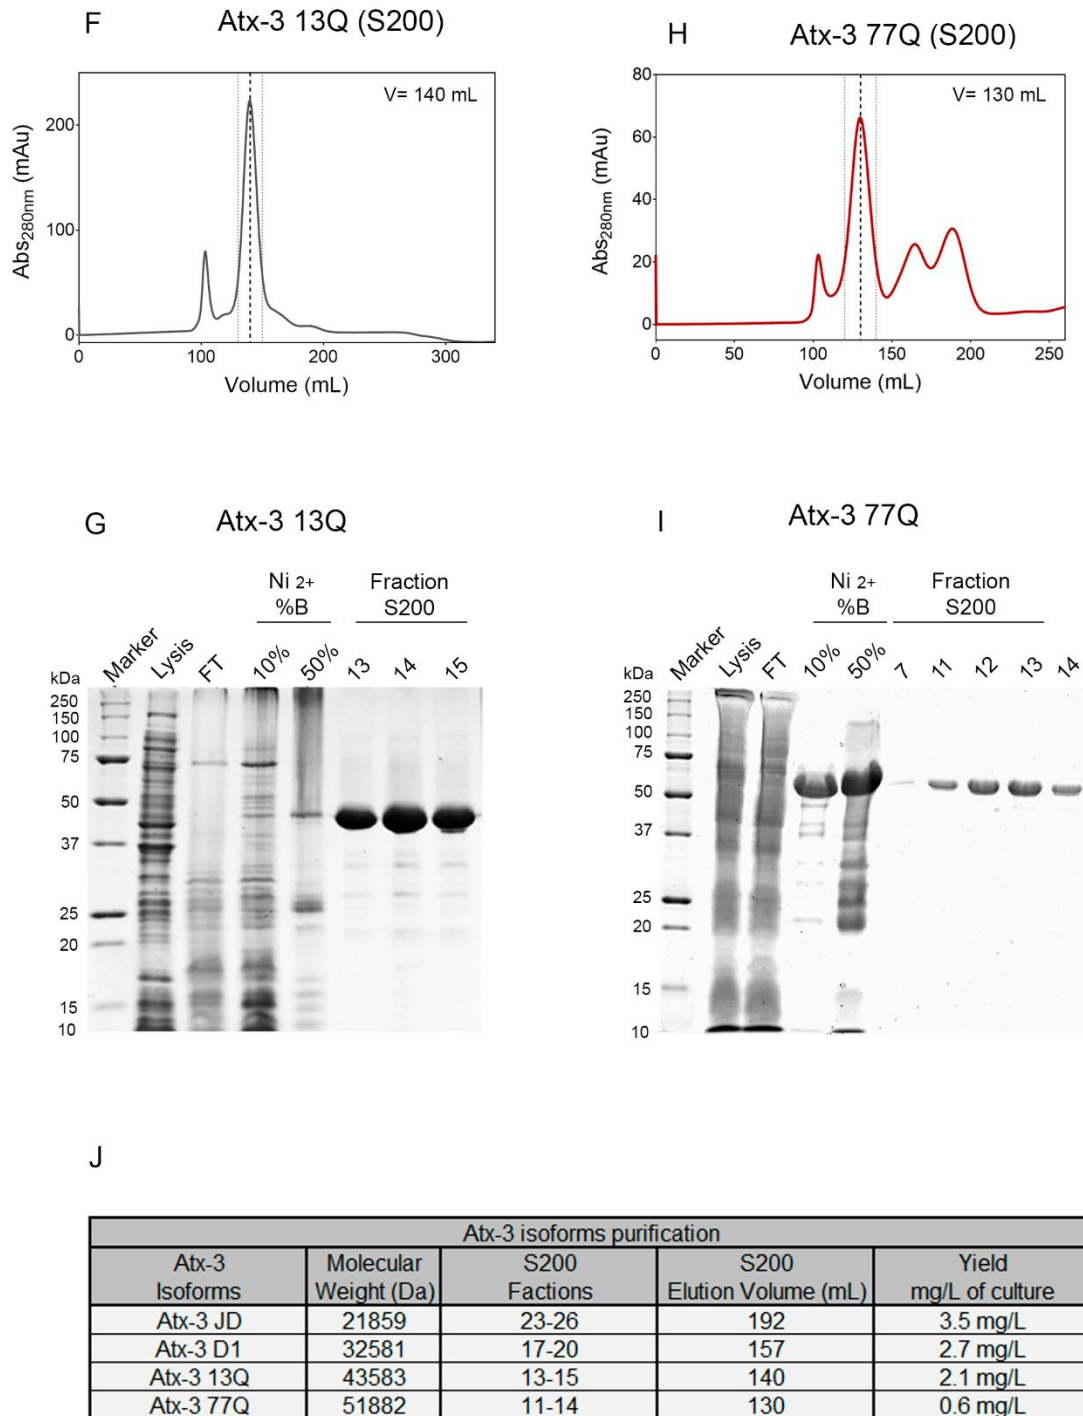 F
Atx-3 13Q (S200)
V= 140 mL
Abs280nm (mAu)
200
100
0
0 100 200 300
Volume (mL)
H
Atx-3 77Q (S200)
V= 130 mL
Abs280nm (mAu)
80
60
40
20
0
0 50 100 150 200 250
Volume (mL)
G
Atx-3 13Q
Ni 2+
%B
Fraction
S200
kDa
Marker Lysis FT 10% 50% 13 14 15
250
150
100
75
50
37
25
20
15
10
I
Atx-3 77Q
Ni 2+
%B
Fraction
S200
kDa
Marker Lysis FT 10% 50% 7 11 12 13 14
250
150
100
75
50
37
25
20
15
10
J
Atx-3 isoforms purification
Atx-3 Isoforms Molecular Weight (Da) S200 Factions S200 Elution Volume (mL) Yield mg/L of culture
Atx-3 JD 21859 23-26 192 3.5 mg/L
Atx-3 D1 32581 17-20 157 2.7 mg/L
Atx-3 13Q 43583 13-15 140 2.1 mg/L
Atx-3 77Q 51882 11-14 130 0.6 mg/L